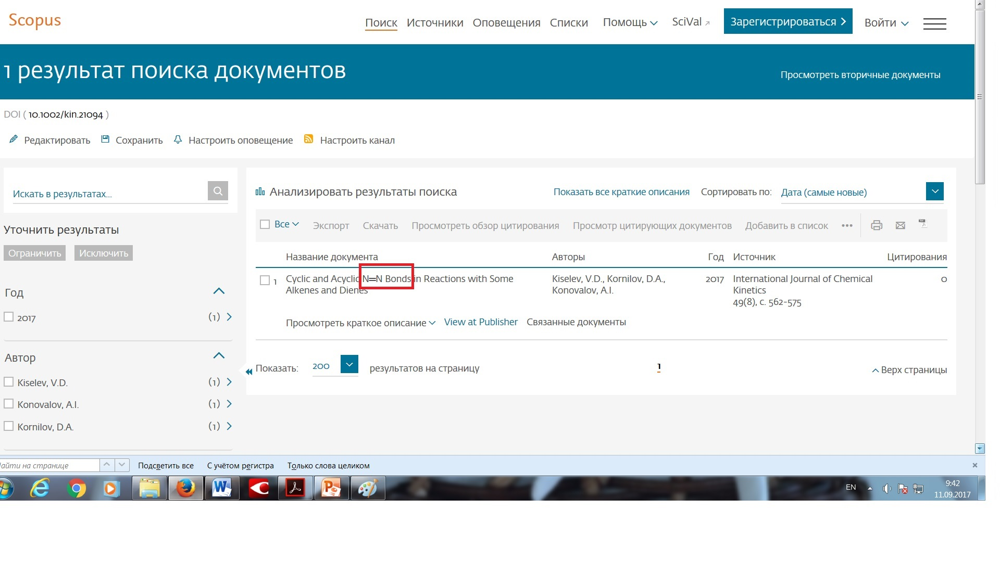 Scopus
Поиск Источники Оповещения Списки Помощь SciVal Зарегистрироваться Войти
1 результат поиска документов
Просмотреть вторичные документы
DOI ( 10.1002/kin.21094 )
Редактировать Сохранить Настроить оповещение Настроить канал
Искать в результатах...
Уточнить результаты
Ограничить Исключить
Год
2017 (1)
Автор
Kiselev, V.D. (1)
Konovalov, A.I. (1)
Kornilov, D.A. (1)
Анализировать результаты поиска Показать все краткие описания Сортировать по: Дата (самые новые)
Все Экспорт Скачать Просмотреть обзор цитирования Просмотр цитирующих документов Добавить в список •••
Название документа Авторы Год Источник Цитирования
1 Cyclic and Acyclic N═N Bonds in Reactions with Some Kiselev, V.D., Kornilov, D.A., 2017 International Journal of Chemical 0
Alkenes and Dienes Konovalov, A.I. Kinetics
49(8), с. 562-575
Просмотреть краткое описание View at Publisher Связанные документы
Показать: 200 результатов на страницу 1 Верх страницы
найти на странице Подсветить все С учётом регистра Только слова целиком
EN 9:42
11.09.2017